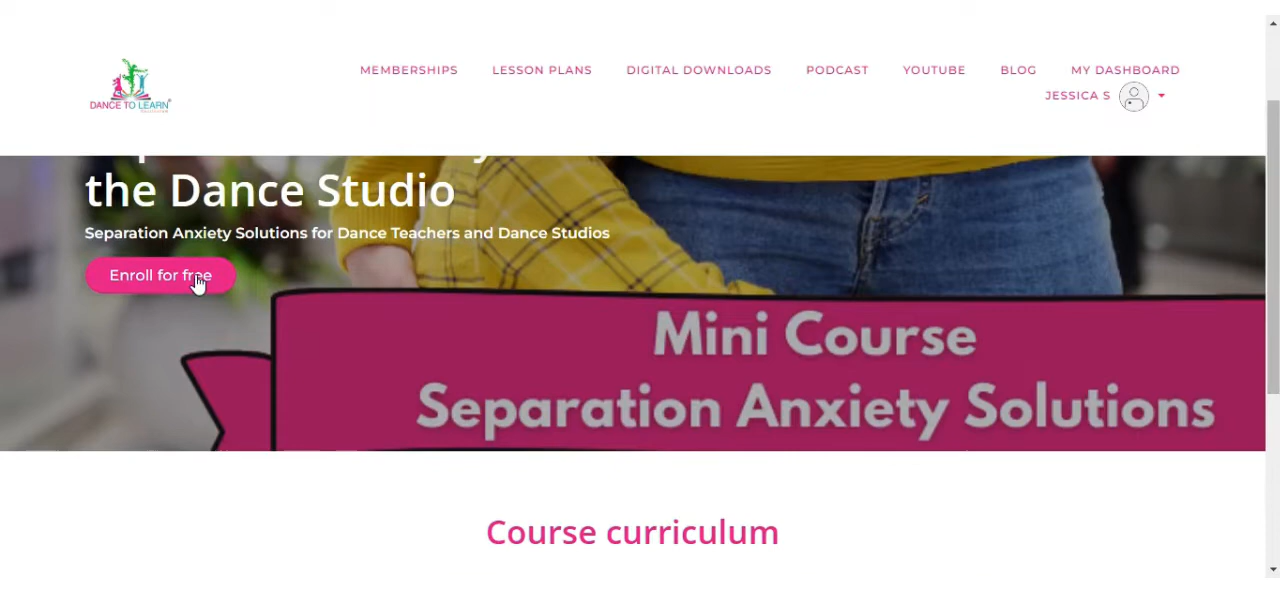 MEMBERSHIPS LESSON PLANS DIGITAL DOWNLOADS PODCAST YOUTUBE BLOG MY DASHBOARD
JESSICA S
DANCE TO LEARN
the Dance Studio
Separation Anxiety Solutions for Dance Teachers and Dance Studios
Enroll for free
Mini Course
Separation Anxiety Solutions
Course curriculum